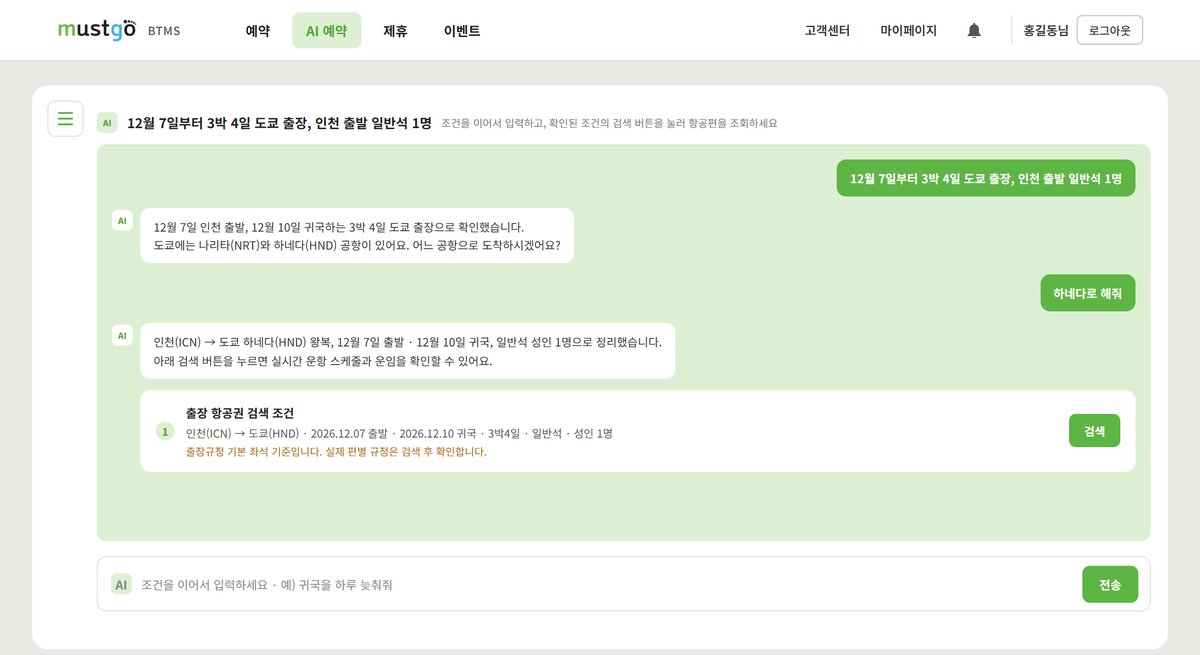 mustgo BTMS
예약 AI 예약 제휴 이벤트
고객센터 마이페이지 홍길동님 로그아웃
AI 12월 7일부터 3박 4일 도쿄 출장, 인천 출발 일반석 1명 조건을 이어서 입력하고, 확인된 조건의 검색 버튼을 눌러 항공편을 조회하세요
12월 7일부터 3박 4일 도쿄 출장, 인천 출발 일반석 1명
AI
12월 7일 인천 출발, 12월 10일 귀국하는 3박 4일 도쿄 출장으로 확인했습니다.
도쿄에는 나리타(NRT)와 하네다(HND) 공항이 있어요. 어느 공항으로 도착하시겠어요?
하네다로 해줘
AI
인천(ICN) → 도쿄 하네다(HND) 왕복, 12월 7일 출발 · 12월 10일 귀국, 일반석 성인 1명으로 정리했습니다.
아래 검색 버튼을 누르면 실시간 운항 스케줄과 운임을 확인할 수 있어요.
출장 항공권 검색 조건
1 인천(ICN) → 도쿄(HND) · 2026.12.07 출발 · 2026.12.10 귀국 · 3박4일 · 일반석 · 성인 1명
출장규정 기본 좌석 기준입니다. 실제 편별 규정은 검색 후 확인합니다.
검색
AI 조건을 이어서 입력하세요 · 예) 귀국을 하루 늦춰줘
전송